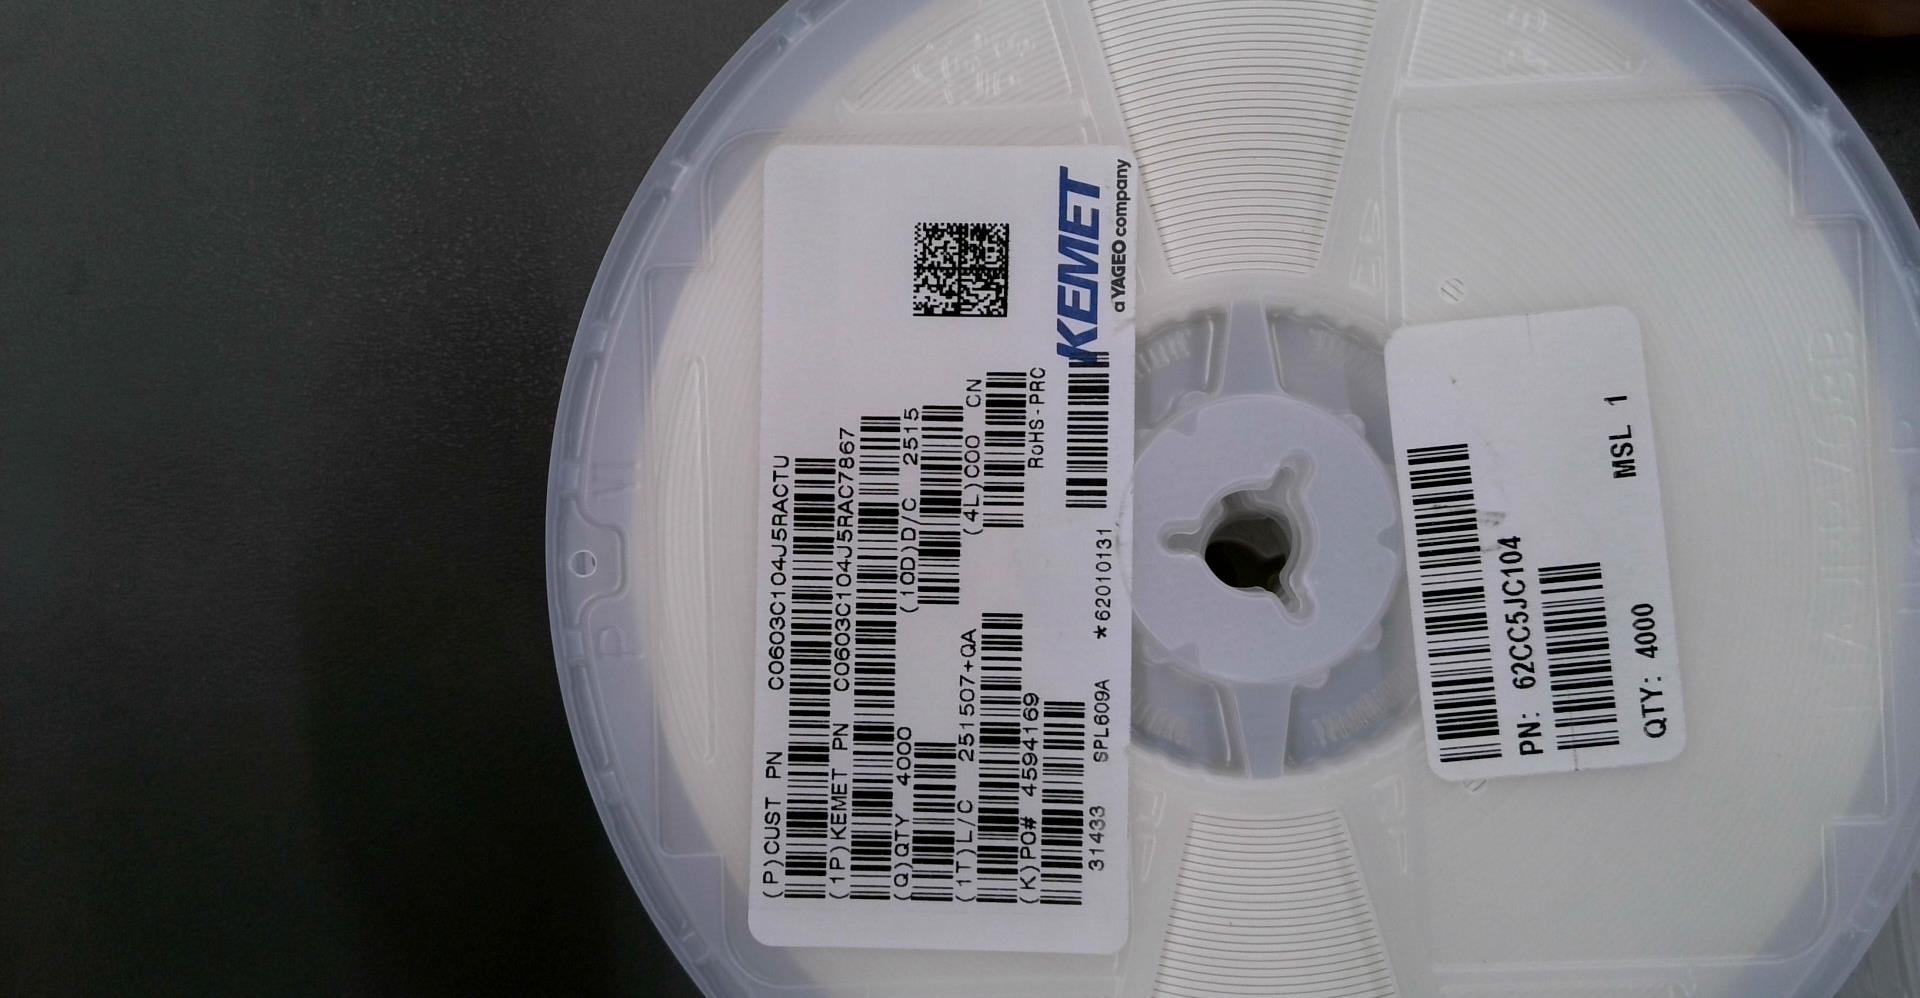 KEMET
a YAGEO company
(P)CUST PN C0603C104J5RACTU
(1P)KEMET PN C0603C104J5RAC7867
(Q)QTY 4000 (10D)D/C 2515
(1T)L/C 251507+QA (4L)COO CN
(K)PO# 4594169 RoHS-PRC
31433 SPL609A *62010131
PN: 62CC5JC104
QTY: 4000 MSL 1